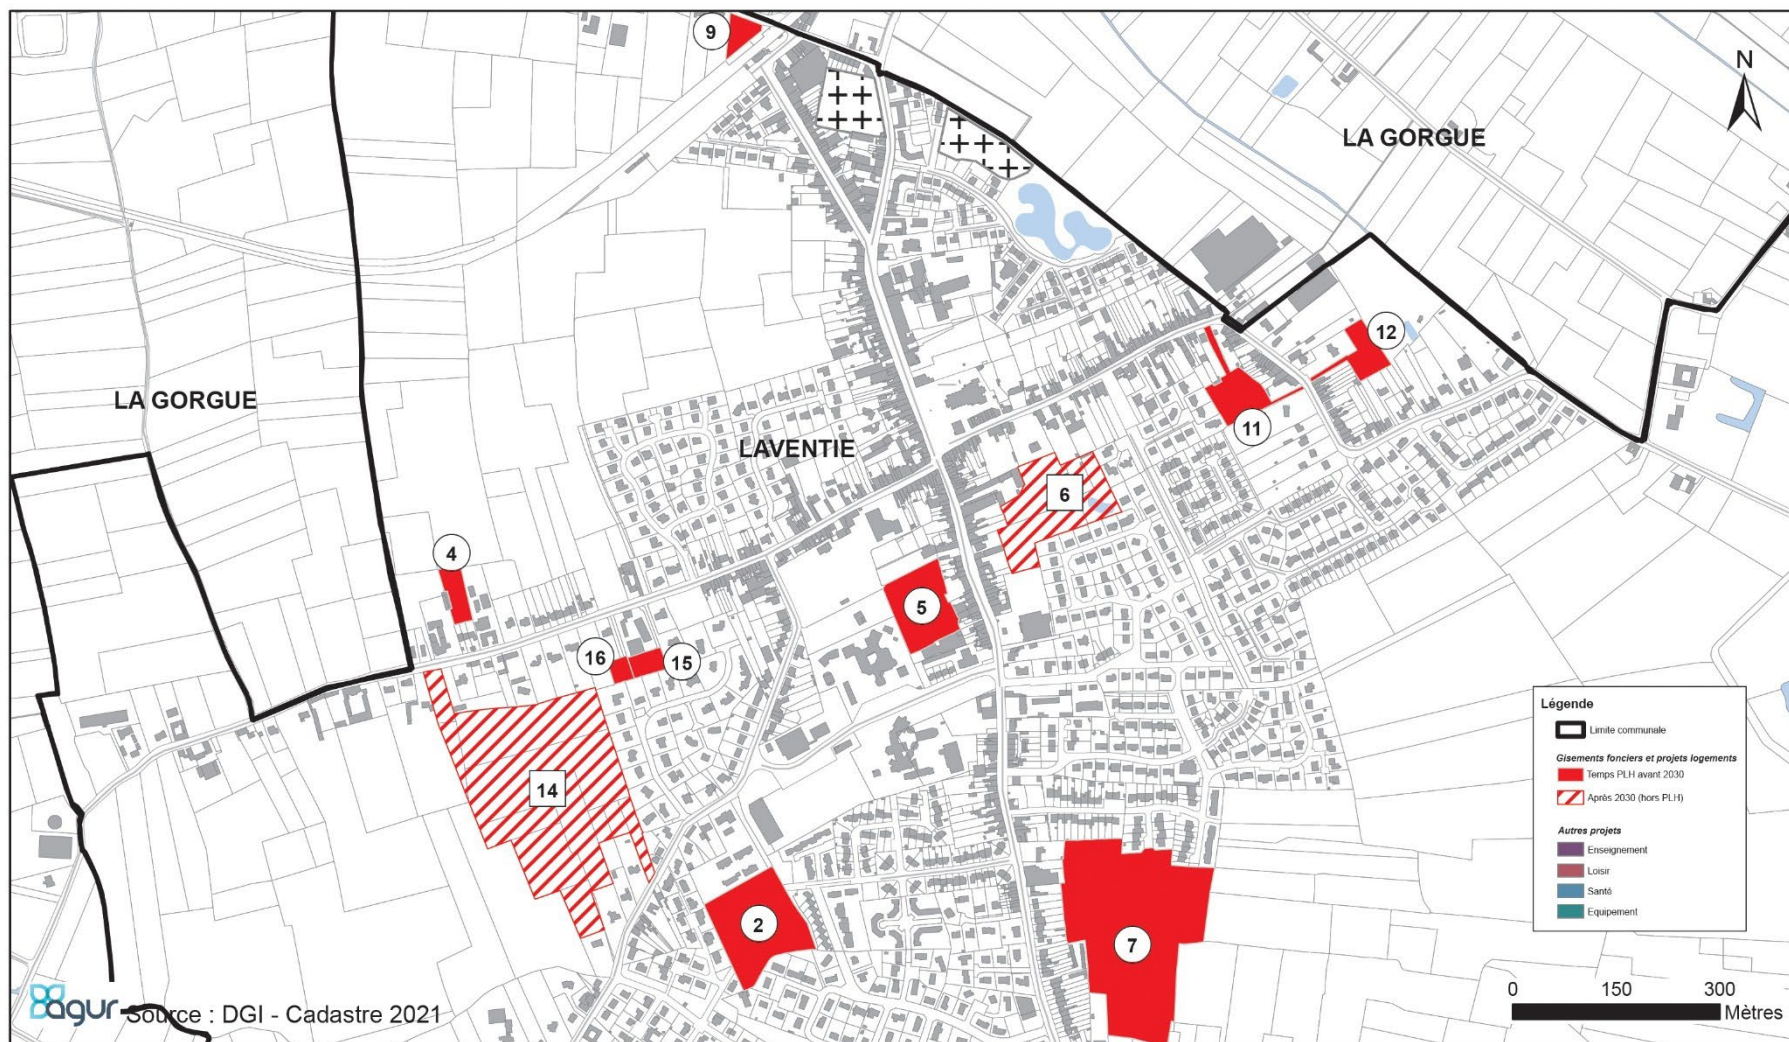 9
N
LA GORGUE
12
LA GORGUE
11
LAVENTIE
6
4
5
16
15
14
2
7
Légende
Limite communale
Gisements fonciers et projets logements
Temps PLH avant 2030
Après 2030 (hors PLH)
Autres projets
Enseignement
Loisir
Santé
Equipement
0 150 300
Mètres
agur
Source : DGI - Cadastre 2021